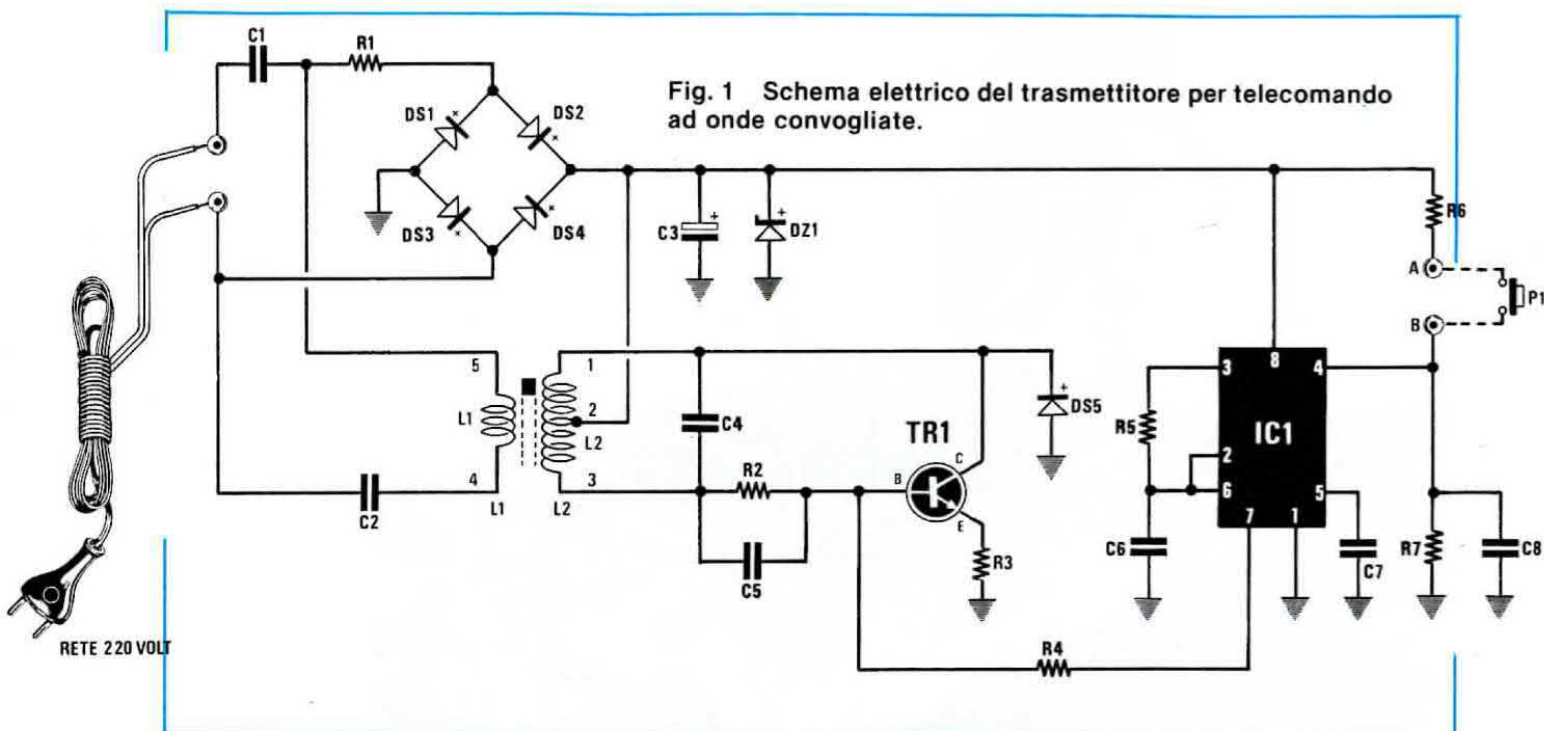 C1
R1
Fig. 1 Schema elettrico del trasmettitore per telecomando
ad onde convogliate.
DS1
DS2
DS3
DS4
C3
+
DZ1
+
R6
A
P1
B
5
1
L1
2
L2
4
3
C2
L1
L2
C4
R2
C5
TR1
B
C
E
R3
DS5
+
3
8
4
R5
IC1
2
6
5
7
1
C6
C7
R7
C8
R4
RETE 220 VOLT